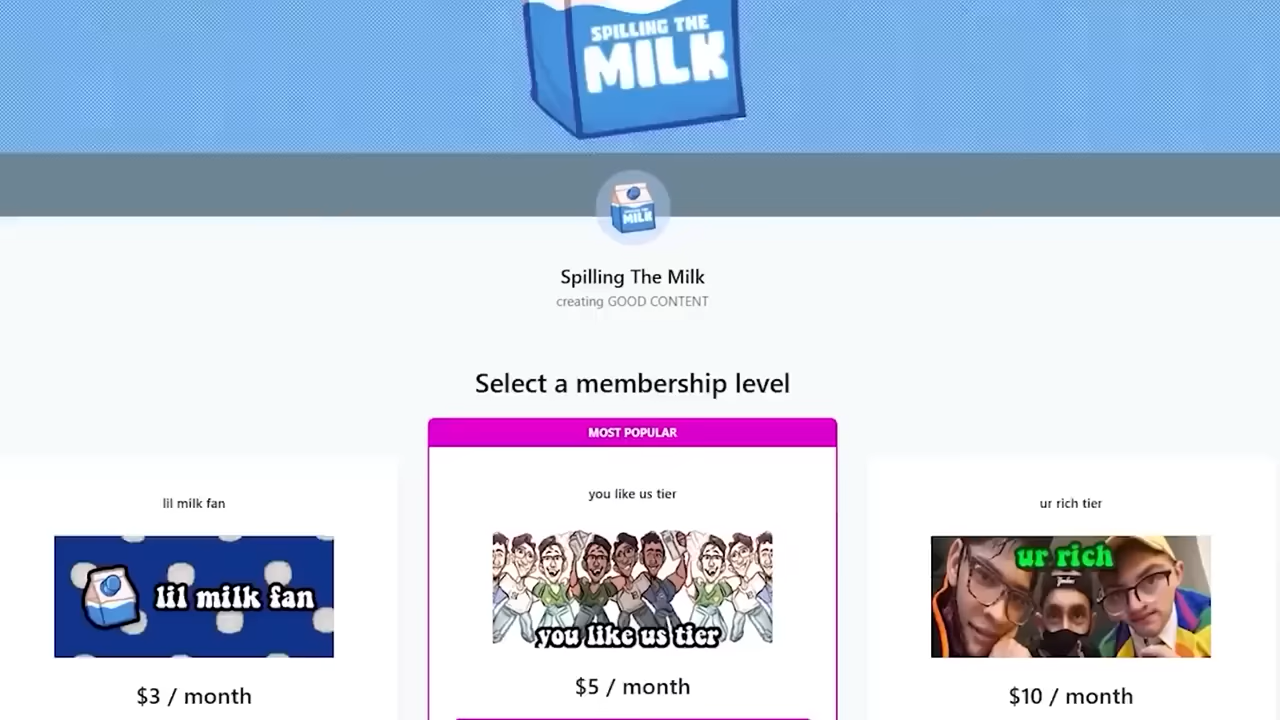 SPILLING THE
MILK
MILK
Spilling The Milk
creating GOOD CONTENT
Select a membership level
MOST POPULAR
lil milk fan
you like us tier
ur rich tier
lil milk fan
you like us tier
ur rich
$3 / month
$5 / month
$10 / month